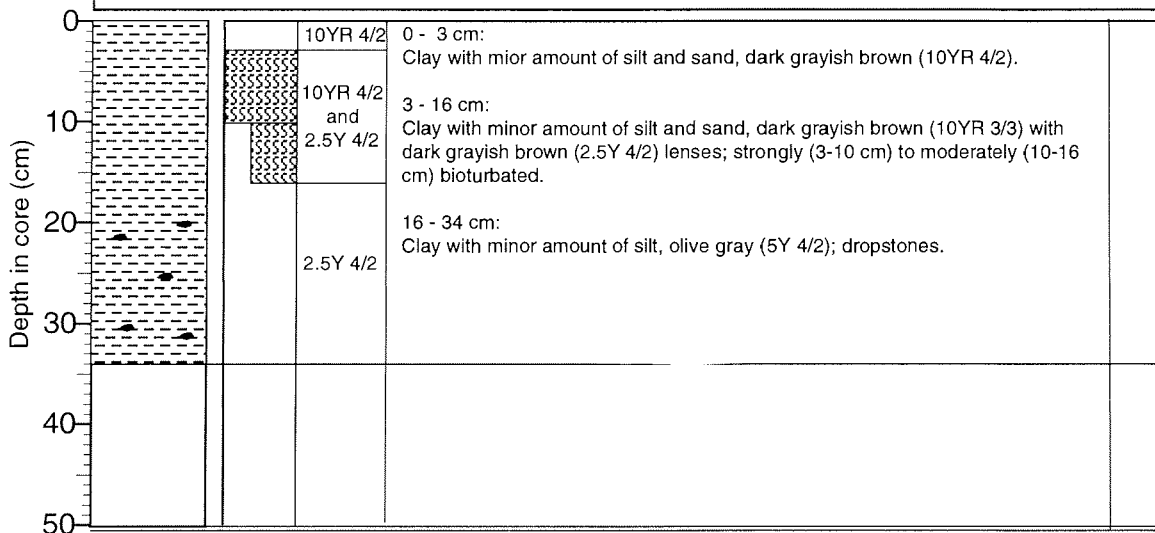 0
10
20
30
40
50
Depth in core (cm)
10YR 4/2
10YR 4/2
and
2.5Y 4/2
2.5Y 4/2
0 - 3 cm:
Clay with mior amount of silt and sand, dark grayish brown (10YR 4/2).
3 - 16 cm:
Clay with minor amount of silt and sand, dark grayish brown (10YR 3/3) with
dark grayish brown (2.5Y 4/2) lenses; strongly (3-10 cm) to moderately (10-16
cm) bioturbated.
16 - 34 cm:
Clay with minor amount of silt, olive gray (5Y 4/2); dropstones.